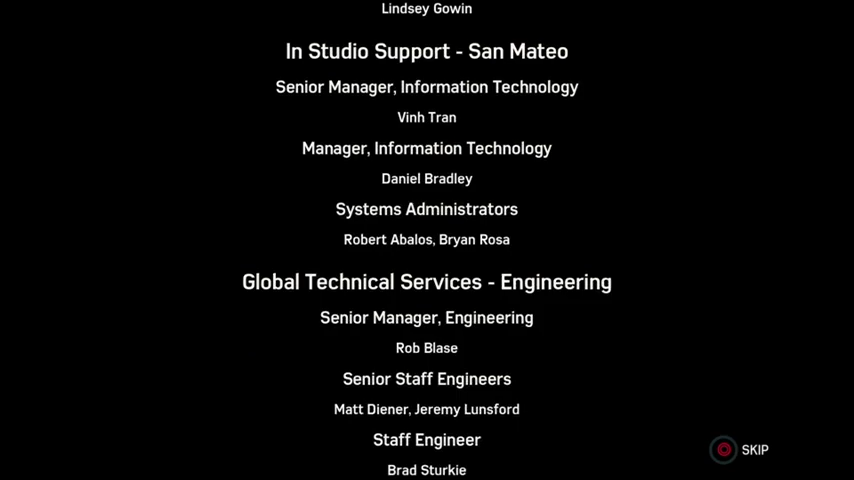 Lindsey Gowin
In Studio Support - San Mateo
Senior Manager, Information Technology
Vinh Tran
Manager, Information Technology
Daniel Bradley
Systems Administrators
Robert Abalos, Bryan Rosa
Global Technical Services - Engineering
Senior Manager, Engineering
Rob Blase
Senior Staff Engineers
Matt Diener, Jeremy Lunsford
Staff Engineer
SKIP
Brad Sturkie